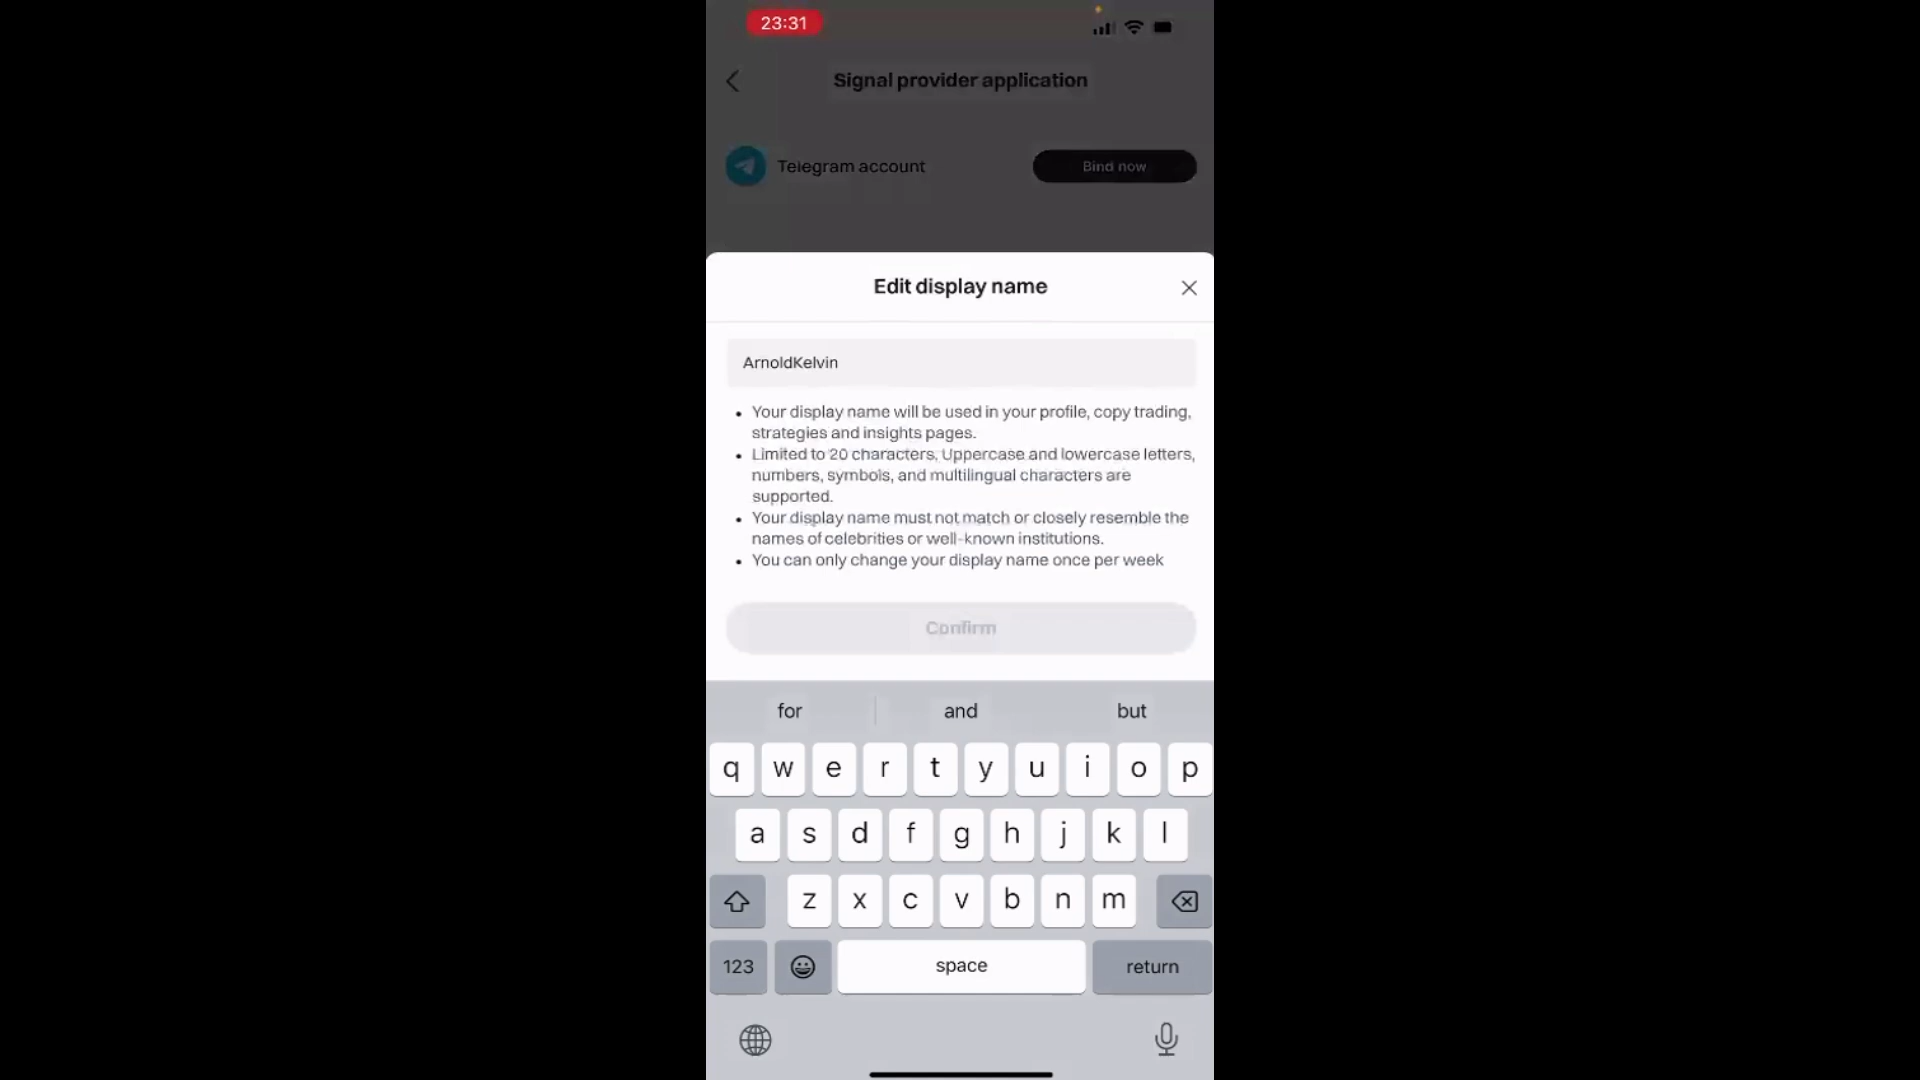 23:31
Signal provider application
Telegram account
Bind now
Edit display name
ArnoldKelvin
• Your display name will be used in your profile, copy trading,
strategies and insights pages.
• Limited to 20 characters. Uppercase and lowercase letters,
numbers, symbols, and multilingual characters are
supported.
• Your display name must not match or closely resemble the
names of celebrities or well-known institutions.
• You can only change your display name once per week
Confirm
for and but
q w e r t y u i o p
a s d f g h j k l
z x c v b n m
123 space return